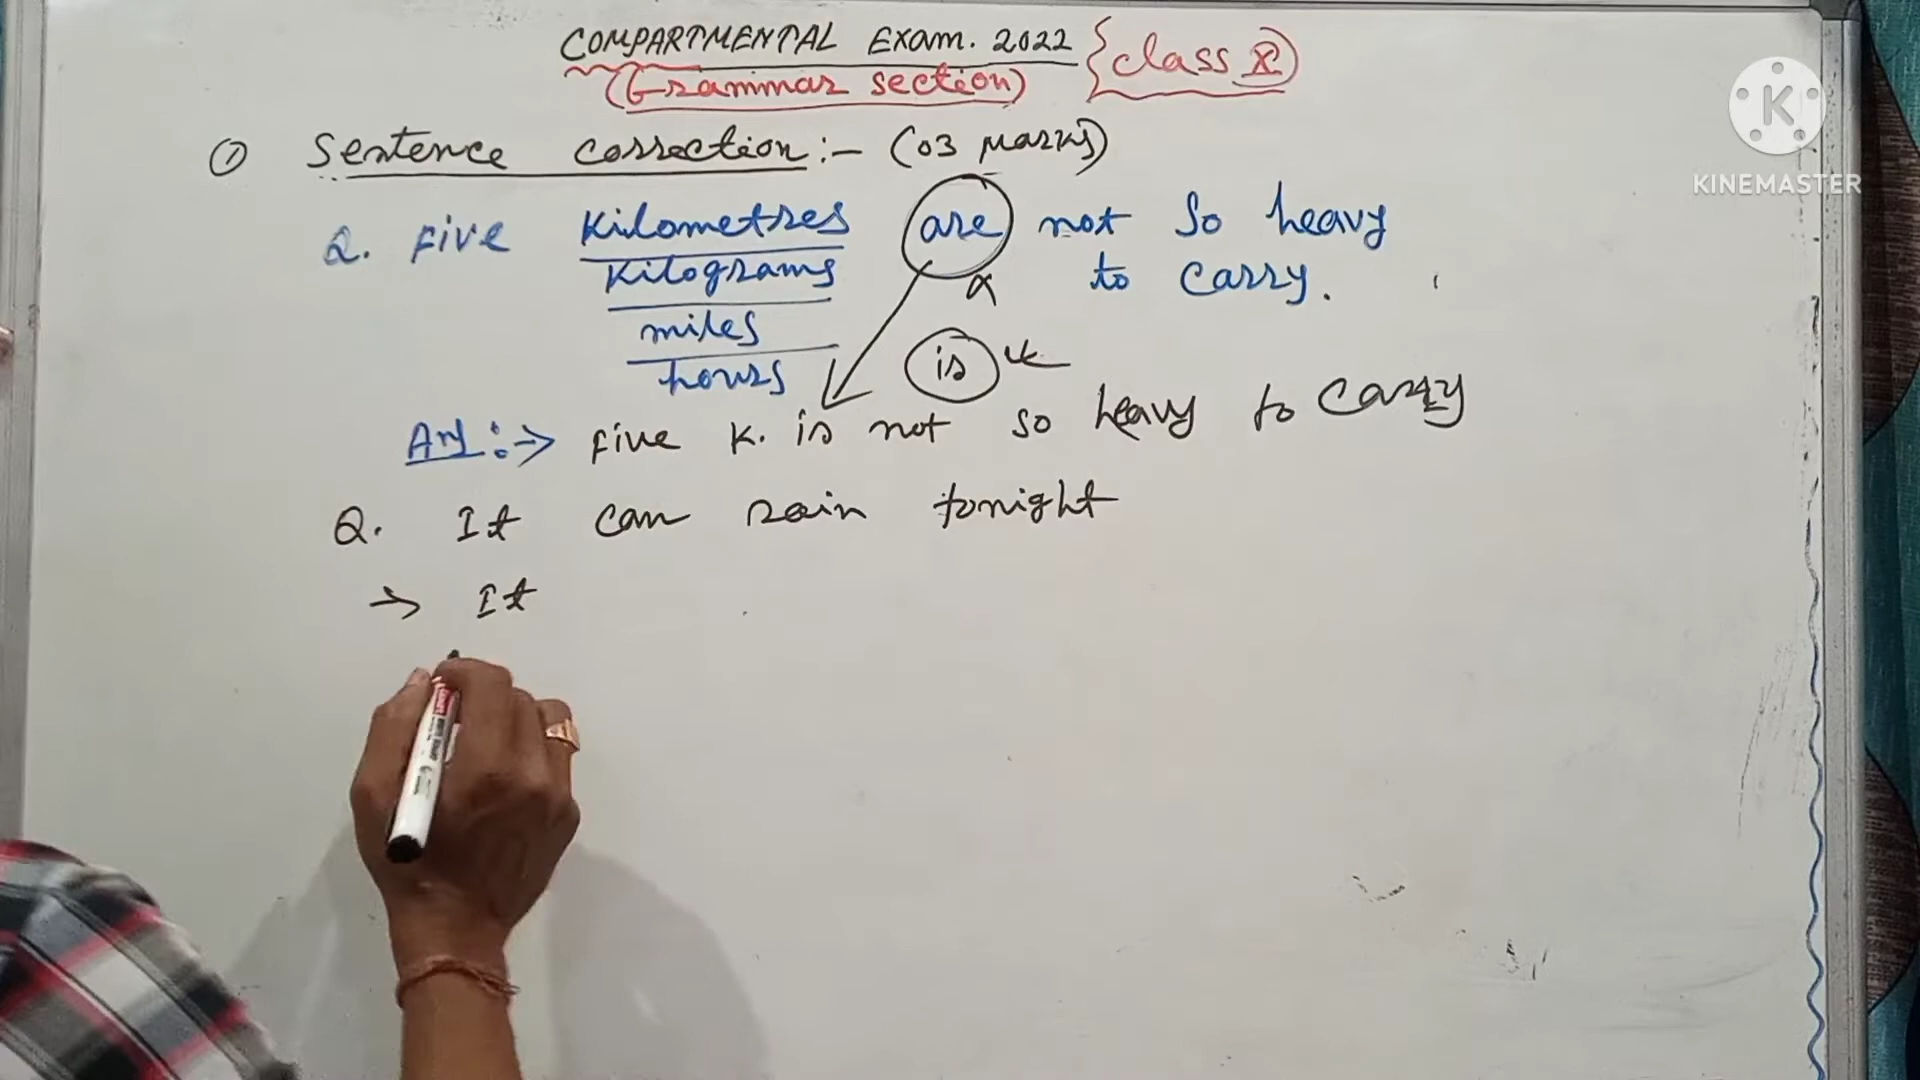 COMPARTMENTAL Exam. 2022 {class X}
(Grammar section)
① Sentence correction:- (03 marks)
Q. Five Kilometres are not so heavy
Kilograms x to carry.
miles
hours is
Ans:→ Five K. is not so heavy to carry
Q. It can rain tonight
→ It
K
KINEMASTER